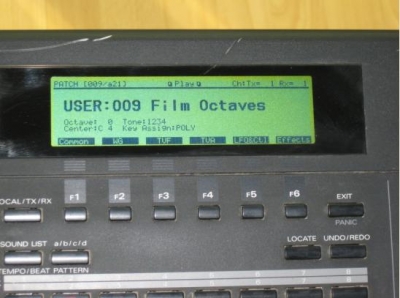 PATCH [009/a21] Play Ch:Tx= 1 Rx= 1
USER:009 Film Octaves
Octave: 0 Tone:1234
Center:C 4 Key Assign:POLY
Common WG TVF TVA LFO&CTl Effects
F1 F2 F3 F4 F5 F6 EXIT
LOCAL/TX/RX
PANIC
SOUND LIST a/b/c/d LOCATE UNDO/REDO
TEMPO/BEAT PATTERN